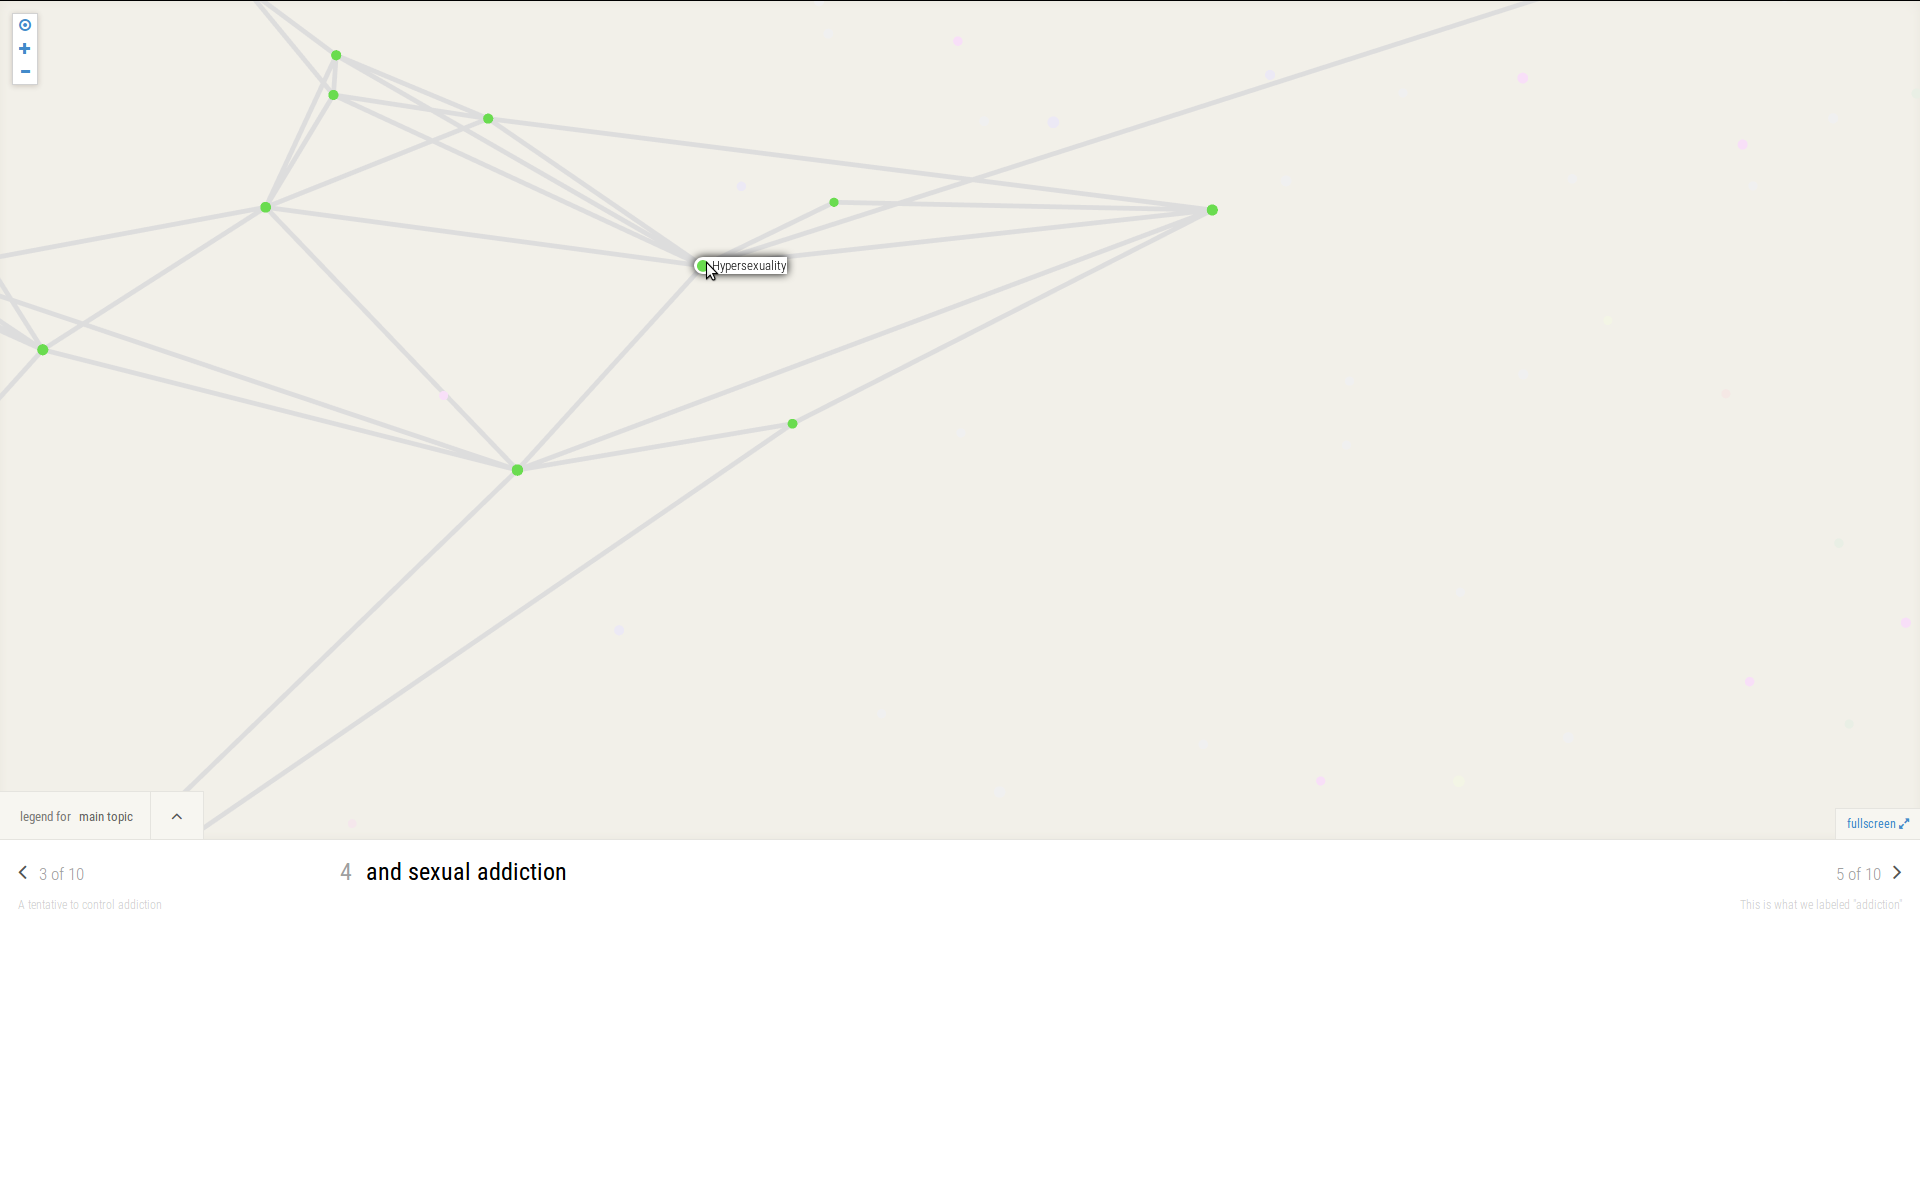 Hypersexuality
legend for main topic
fullscreen
3 of 10
4 and sexual addiction
5 of 10
A tentative to control addiction
This is what we labeled "addiction"